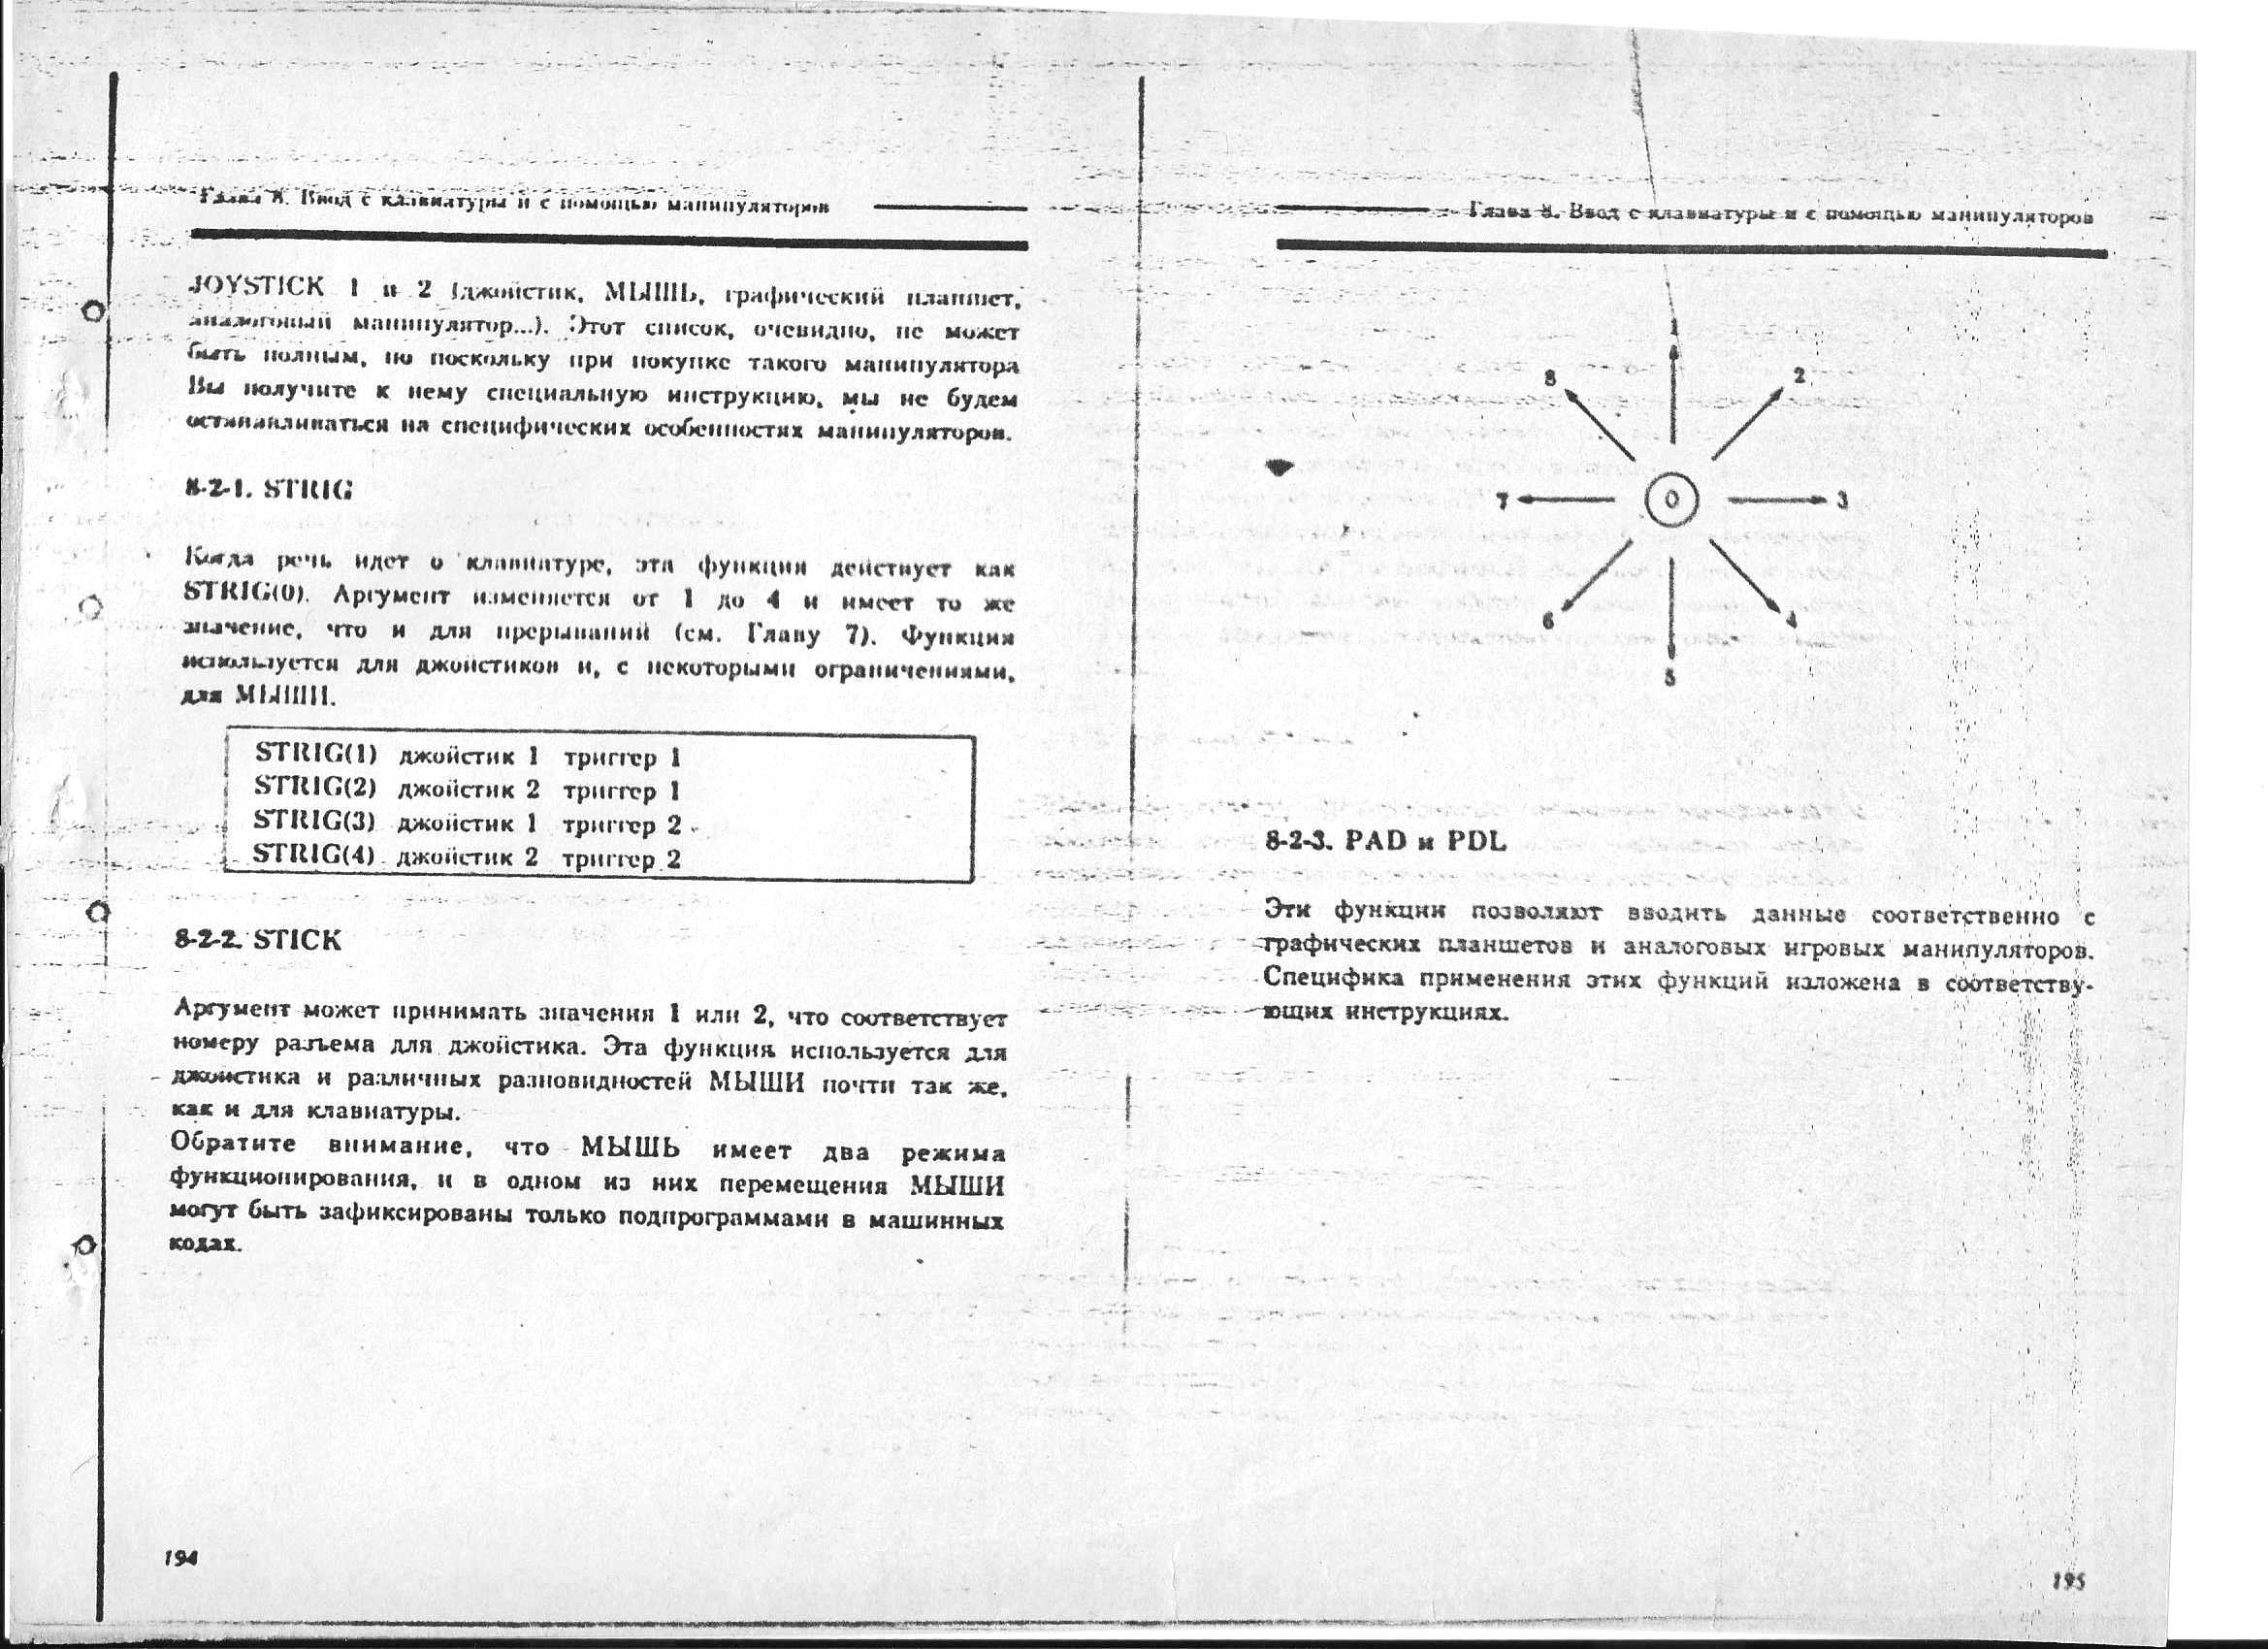 Глава 8. Ввод с клавиатуры и с помощью манипуляторов
JOYSTICK 1 и 2 (джойстик, МЫШЬ, графический планшет,
аналоговый манипулятор...). Этот список, очевидно, не может
быть полным, но поскольку при покупке такого манипулятора
Вы получите к нему специальную инструкцию, мы не будем
останавливаться на специфических особенностях манипуляторов.
8-2-1. STRIG
Когда речь идет о клавиатуре, эта функция действует как
STRIG(0). Аргумент изменяется от 1 до 4 и имеет то же
значение, что и для прерываний (см. Главу 7). Функция
используется для джойстиков и, с некоторыми ограничениями,
для МЫШИ.
STRIG(1) джойстик 1 триггер 1
STRIG(2) джойстик 2 триггер 1
STRIG(3) джойстик 1 триггер 2
STRIG(4) джойстик 2 триггер 2
8-2-2. STICK
Аргумент может принимать значения 1 или 2, что соответствует
номеру разъема для джойстика. Эта функция используется для
джойстика и различных разновидностей МЫШИ почти так же,
как и для клавиатуры.
Обратите внимание, что МЫШЬ имеет два режима
функционирования, и в одном из них перемещения МЫШИ
могут быть зафиксированы только подпрограммами в машинных
кодах.
194
Глава 8. Ввод с клавиатуры и с помощью манипуляторов
1
8 2
7 0 3
6 4
5
8-2-3. PAD и PDL
Эти функции позволяют вводить данные соответственно с
графических планшетов и аналоговых игровых манипуляторов.
Специфика применения этих функций изложена в соответству-
ющих инструкциях.
195